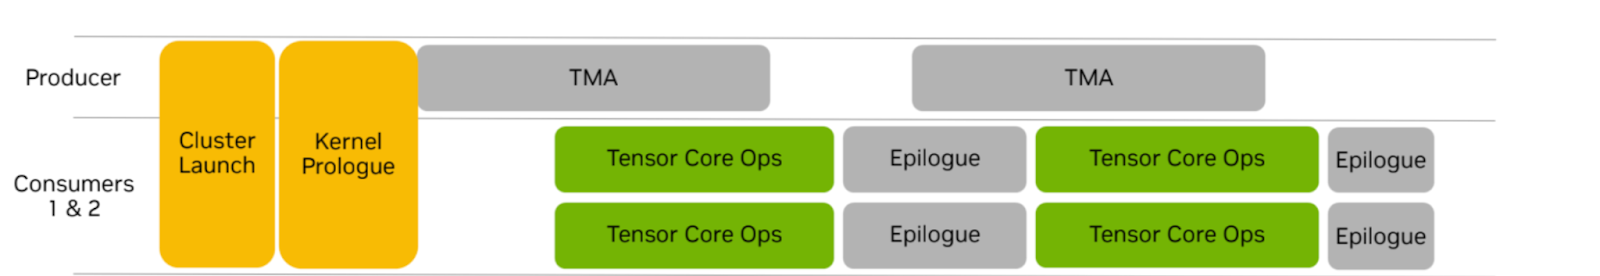 Producer
TMA
TMA
Cluster
Launch
Kernel
Prologue
Consumers
1 & 2
Tensor Core Ops
Epilogue
Tensor Core Ops
Epilogue
Tensor Core Ops
Epilogue
Tensor Core Ops
Epilogue